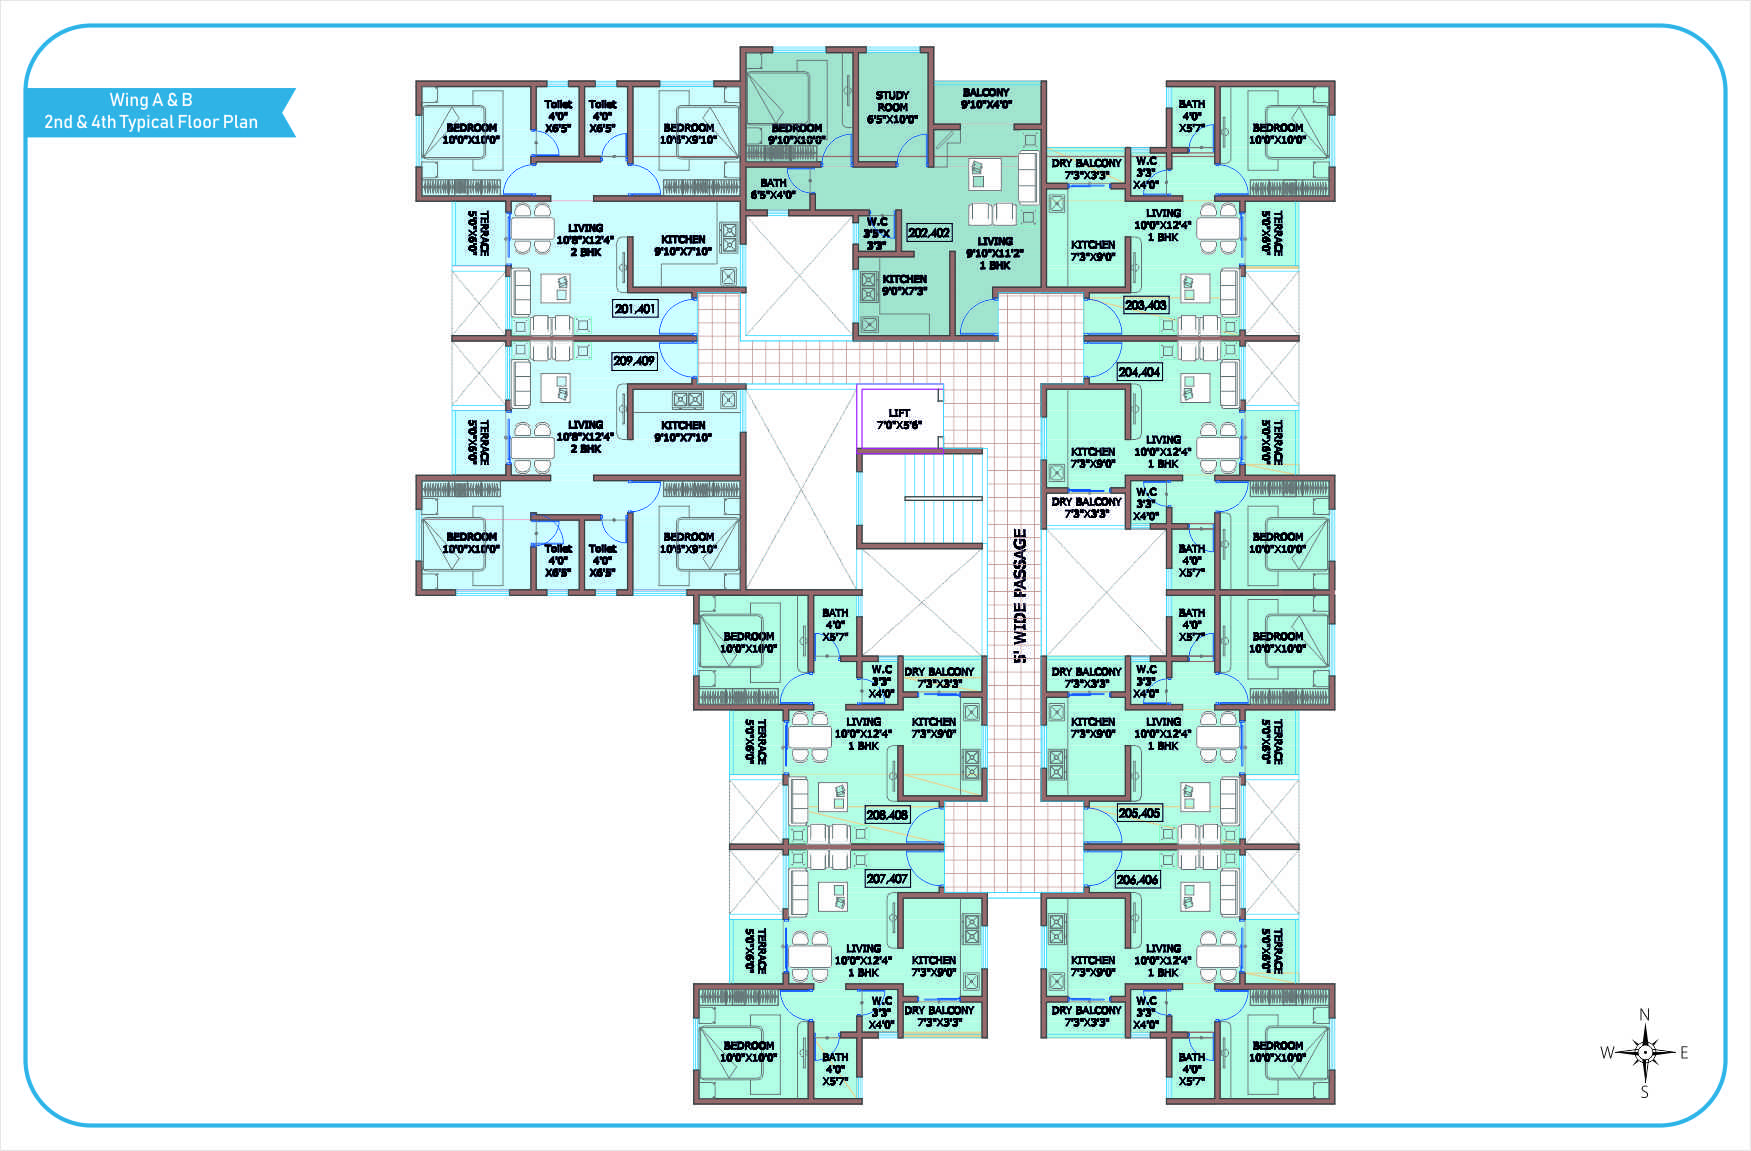 Wing A & B
2nd & 4th Typical Floor Plan
BEDROOM
10'0"X10'0"
Toilet
4'0"
X6'5"
Toilet
4'0"
X6'5"
BEDROOM
10'6"X9'10"
BEDROOM
9'10"X10'0"
STUDY
ROOM
6'5"X10'0"
BALCONY
9'10"X4'0"
BATH
4'0"
X5'7"
BEDROOM
10'0"X10'0"
DRY BALCONY
7'3"X3'3"
W.C
3'3"
X4'0"
BATH
6'5"X4'0"
TERRACE
5'0"X6'0"
LIVING
10'8"X12'4"
2 BHK
KITCHEN
9'10"X7'10"
W.C
3'5"X
3'3"
202,402
LIVING
9'10"X11'2"
1 BHK
KITCHEN
9'0"X7'3"
KITCHEN
7'3"X9'0"
LIVING
10'0"X12'4"
1 BHK
TERRACE
5'0"X6'0"
201,401
203,403
209,409
204,404
LIFT
7'0"X5'6"
TERRACE
5'0"X6'0"
LIVING
10'8"X12'4"
2 BHK
KITCHEN
9'10"X7'10"
KITCHEN
7'3"X9'0"
LIVING
10'0"X12'4"
1 BHK
TERRACE
5'0"X6'0"
DRY BALCONY
7'3"X3'3"
W.C
3'3"
X4'0"
BEDROOM
10'0"X10'0"
Toilet
4'0"
X6'5"
Toilet
4'0"
X6'5"
BEDROOM
10'6"X9'10"
5' WIDE PASSAGE
BATH
4'0"
X5'7"
BEDROOM
10'0"X10'0"
BEDROOM
10'0"X10'0"
BATH
4'0"
X5'7"
BATH
4'0"
X5'7"
BEDROOM
10'0"X10'0"
W.C
3'3"
X4'0"
DRY BALCONY
7'3"X3'3"
DRY BALCONY
7'3"X3'3"
W.C
3'3"
X4'0"
TERRACE
5'0"X6'0"
LIVING
10'0"X12'4"
1 BHK
KITCHEN
7'3"X9'0"
KITCHEN
7'3"X9'0"
LIVING
10'0"X12'4"
1 BHK
TERRACE
5'0"X6'0"
208,408
205,405
207,407
206,406
TERRACE
5'0"X6'0"
LIVING
10'0"X12'4"
1 BHK
KITCHEN
7'3"X9'0"
KITCHEN
7'3"X9'0"
LIVING
10'0"X12'4"
1 BHK
TERRACE
5'0"X6'0"
W.C
3'3"
X4'0"
DRY BALCONY
7'3"X3'3"
DRY BALCONY
7'3"X3'3"
W.C
3'3"
X4'0"
BEDROOM
10'0"X10'0"
BATH
4'0"
X5'7"
BATH
4'0"
X5'7"
BEDROOM
10'0"X10'0"
N
W E
S